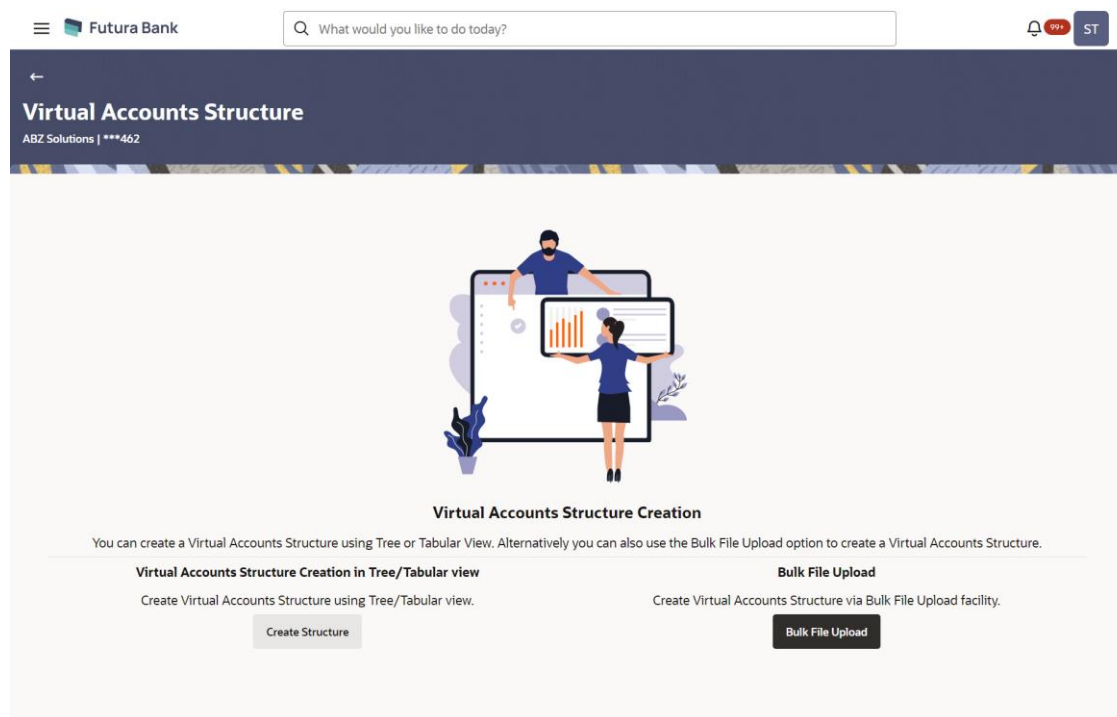 Futura Bank
What would you like to do today?
99+
ST
Virtual Accounts Structure
ABZ Solutions | ***462
Virtual Accounts Structure Creation
You can create a Virtual Accounts Structure using Tree or Tabular View. Alternatively you can also use the Bulk File Upload option to create a Virtual Accounts Structure.
Virtual Accounts Structure Creation in Tree/Tabular view
Create Virtual Accounts Structure using Tree/Tabular view.
Create Structure
Bulk File Upload
Create Virtual Accounts Structure via Bulk File Upload facility.
Bulk File Upload